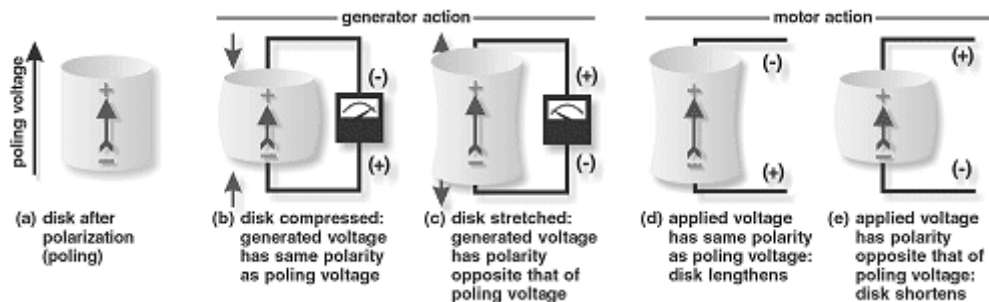 generator action
motor action
poling voltage
+
−
(-)
(+)
+
−
(+)
(-)
+
−
(-)
(+)
+
−
(+)
(-)
+
−
(a) disk after
polarization
(poling)
(b) disk compressed:
generated voltage
has same polarity
as poling voltage
(c) disk stretched:
generated voltage
has polarity
opposite that of
poling voltage
(d) applied voltage
has same polarity
as poling voltage:
disk lengthens
(e) applied voltage
has polarity
opposite that of
poling voltage:
disk shortens